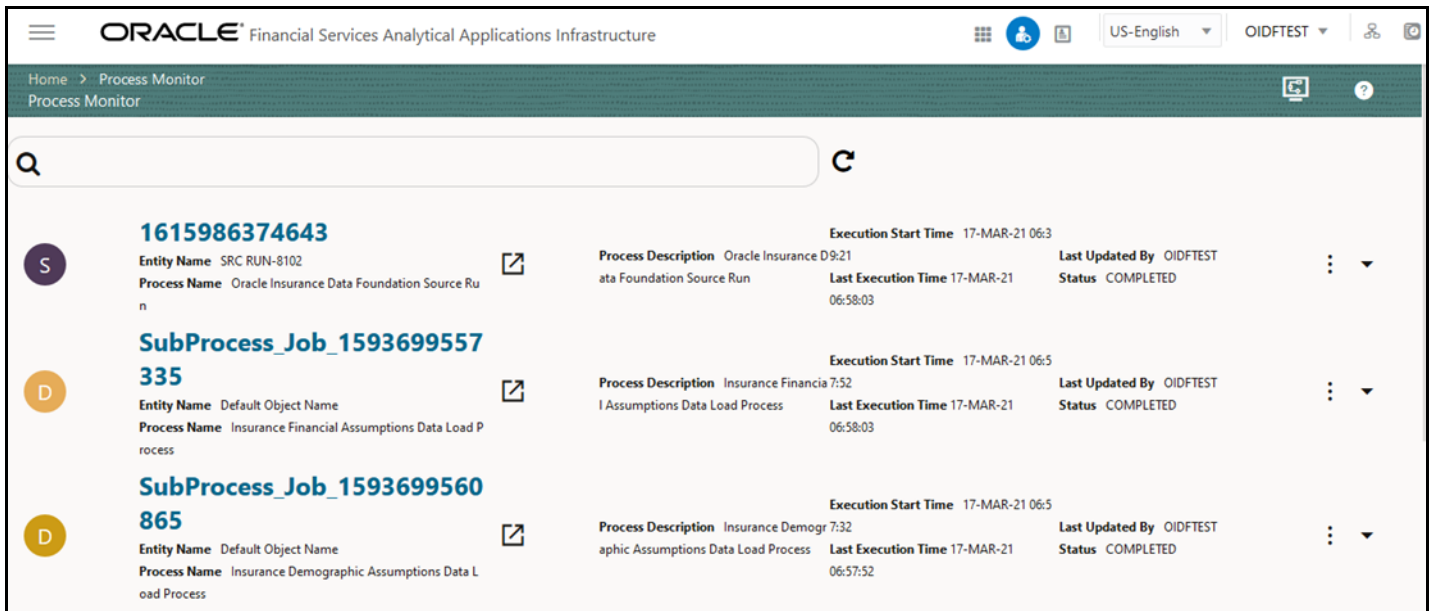 ORACLE Financial Services Analytical Applications Infrastructure
US-English
OIDFTEST
Home > Process Monitor
Process Monitor
S
1615986374643
Entity Name SRC RUN-8102
Process Name Oracle Insurance Data Foundation Source Ru
n
Process Description Oracle Insurance D
ata Foundation Source Run
Execution Start Time 17-MAR-21 06:3
9:21
Last Execution Time 17-MAR-21
06:58:03
Last Updated By OIDFTEST
Status COMPLETED
D
SubProcess_Job_1593699557
335
Entity Name Default Object Name
Process Name Insurance Financial Assumptions Data Load P
rocess
Process Description Insurance Financia
l Assumptions Data Load Process
Execution Start Time 17-MAR-21 06:5
7:52
Last Execution Time 17-MAR-21
06:58:03
Last Updated By OIDFTEST
Status COMPLETED
D
SubProcess_Job_1593699560
865
Entity Name Default Object Name
Process Name Insurance Demographic Assumptions Data L
oad Process
Process Description Insurance Demogr
aphic Assumptions Data Load Process
Execution Start Time 17-MAR-21 06:5
7:32
Last Execution Time 17-MAR-21
06:57:52
Last Updated By OIDFTEST
Status COMPLETED